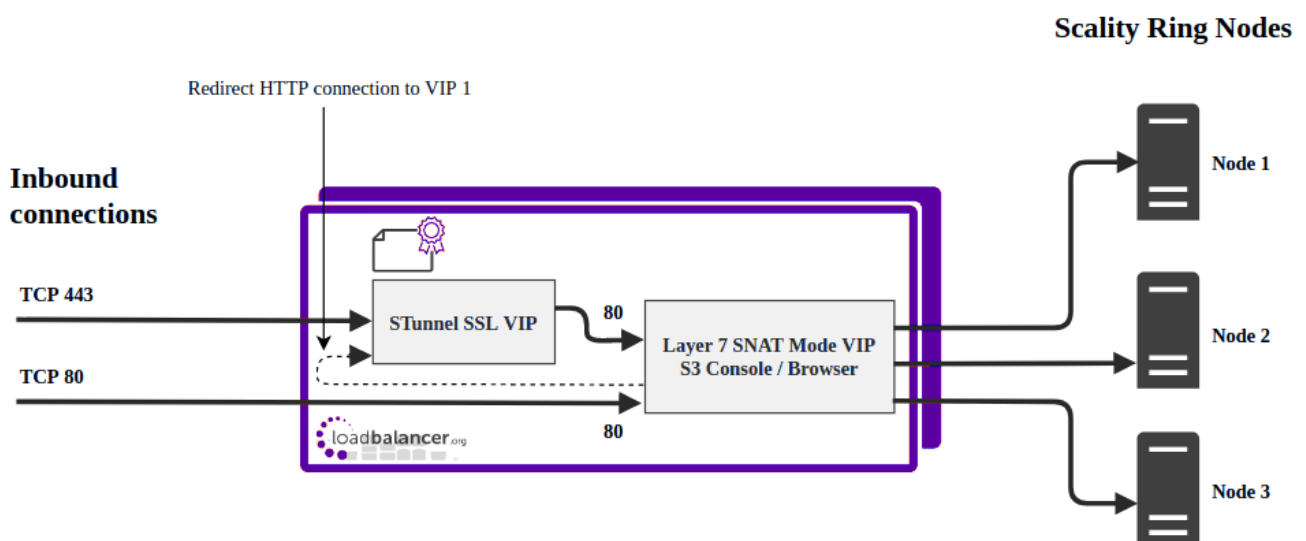 Scality Ring Nodes
Redirect HTTP connection to VIP 1
Inbound
connections
Node 1
TCP 443
STunnel SSL VIP
80
Layer 7 SNAT Mode VIP
S3 Console / Browser
Node 2
TCP 80
80
loadbalancer.org
Node 3